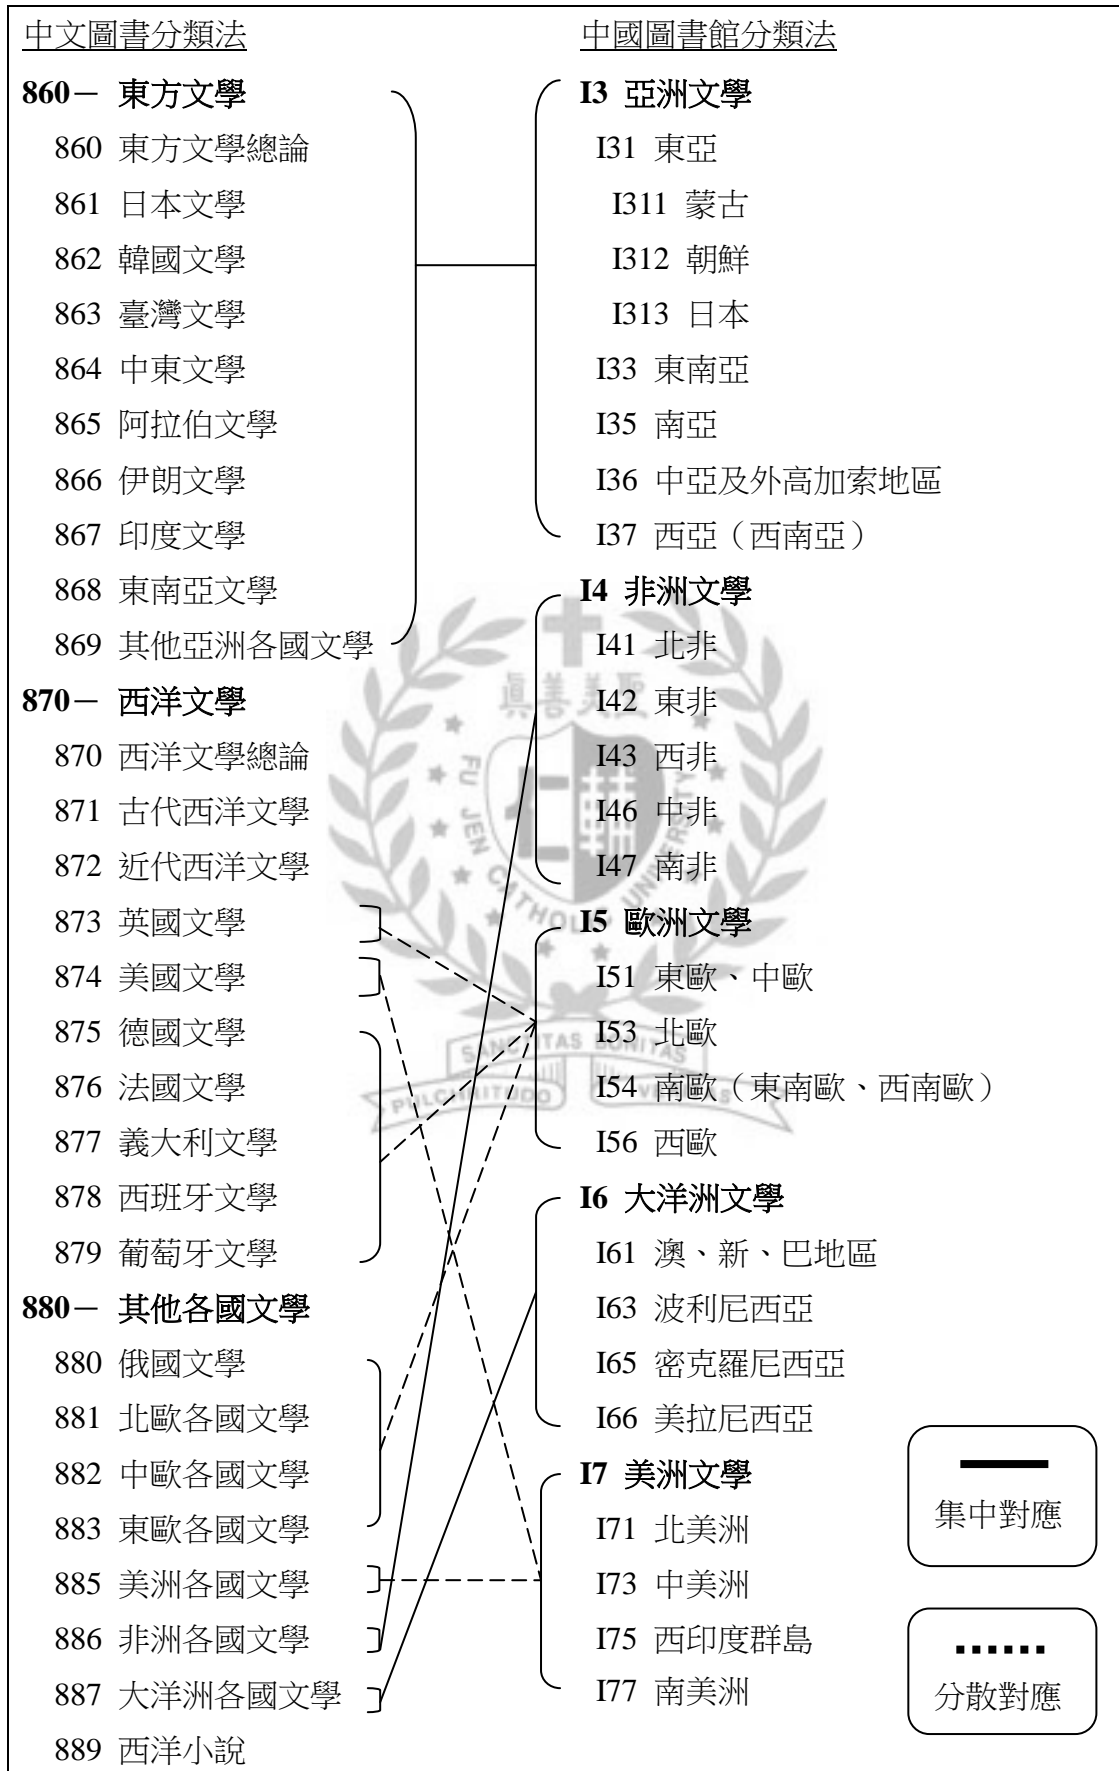 中文圖書分類法
860－ 東方文學
860 東方文學總論
861 日本文學
862 韓國文學
863 臺灣文學
864 中東文學
865 阿拉伯文學
866 伊朗文學
867 印度文學
868 東南亞文學
869 其他亞洲各國文學
870－ 西洋文學
870 西洋文學總論
871 古代西洋文學
872 近代西洋文學
873 英國文學
874 美國文學
875 德國文學
876 法國文學
877 義大利文學
878 西班牙文學
879 葡萄牙文學
880－ 其他各國文學
880 俄國文學
881 北歐各國文學
882 中歐各國文學
883 東歐各國文學
885 美洲各國文學
886 非洲各國文學
887 大洋洲各國文學
889 西洋小說
中國圖書館分類法
I3 亞洲文學
I31 東亞
I311 蒙古
I312 朝鮮
I313 日本
I33 東南亞
I35 南亞
I36 中亞及外高加索地區
I37 西亞（西南亞）
I4 非洲文學
I41 北非
I42 東非
I43 西非
I46 中非
I47 南非
I5 歐洲文學
I51 東歐、中歐
I53 北歐
I54 南歐（東南歐、西南歐）
I56 西歐
I6 大洋洲文學
I61 澳、新、巴地區
I63 波利尼西亞
I65 密克羅尼西亞
I66 美拉尼西亞
I7 美洲文學
I71 北美洲
I73 中美洲
I75 西印度群島
I77 南美洲
集中對應
分散對應
真善美聖
FU JEN CATHOLIC UNIVERSITY
SANCTITAS BONITAS
PULCHRITUDO VERITAS